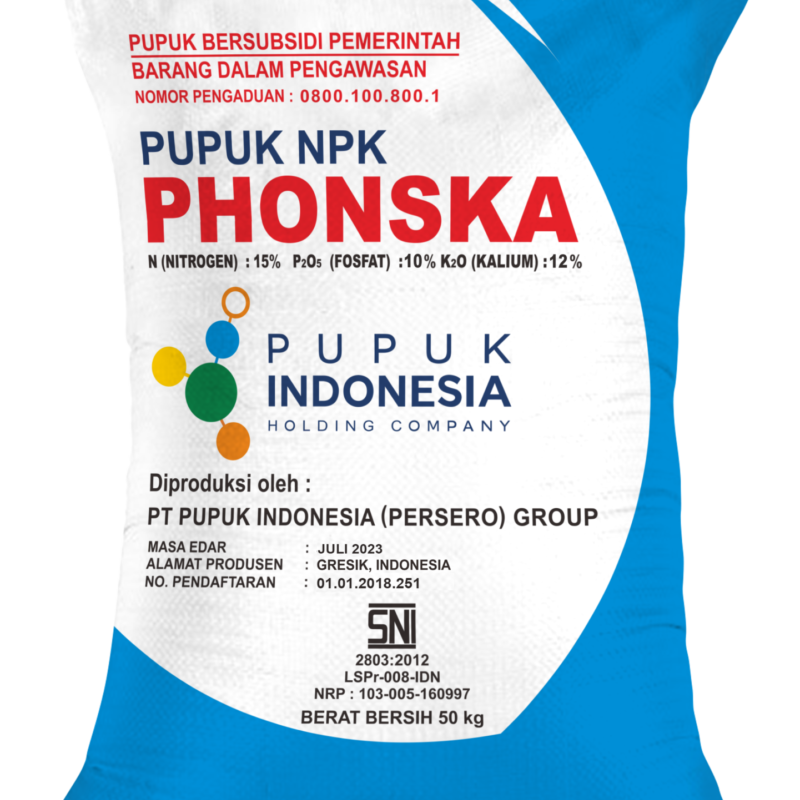 PUPUK BERSUBSIDI PEMERINTAH
BARANG DALAM PENGAWASAN
NOMOR PENGADUAN : 0800.100.800.1
PUPUK NPK
PHONSKA
N (NITROGEN) : 15% P₂O₅ (FOSFAT) :10% K₂O (KALIUM) :12%
PUPUK
INDONESIA
HOLDING COMPANY
Diproduksi oleh :
PT PUPUK INDONESIA (PERSERO) GROUP
MASA EDAR : JULI 2023
ALAMAT PRODUSEN : GRESIK, INDONESIA
NO. PENDAFTARAN : 01.01.2018.251
SNI
2803:2012
LSPr-008-IDN
NRP : 103-005-160997
BERAT BERSIH 50 kg